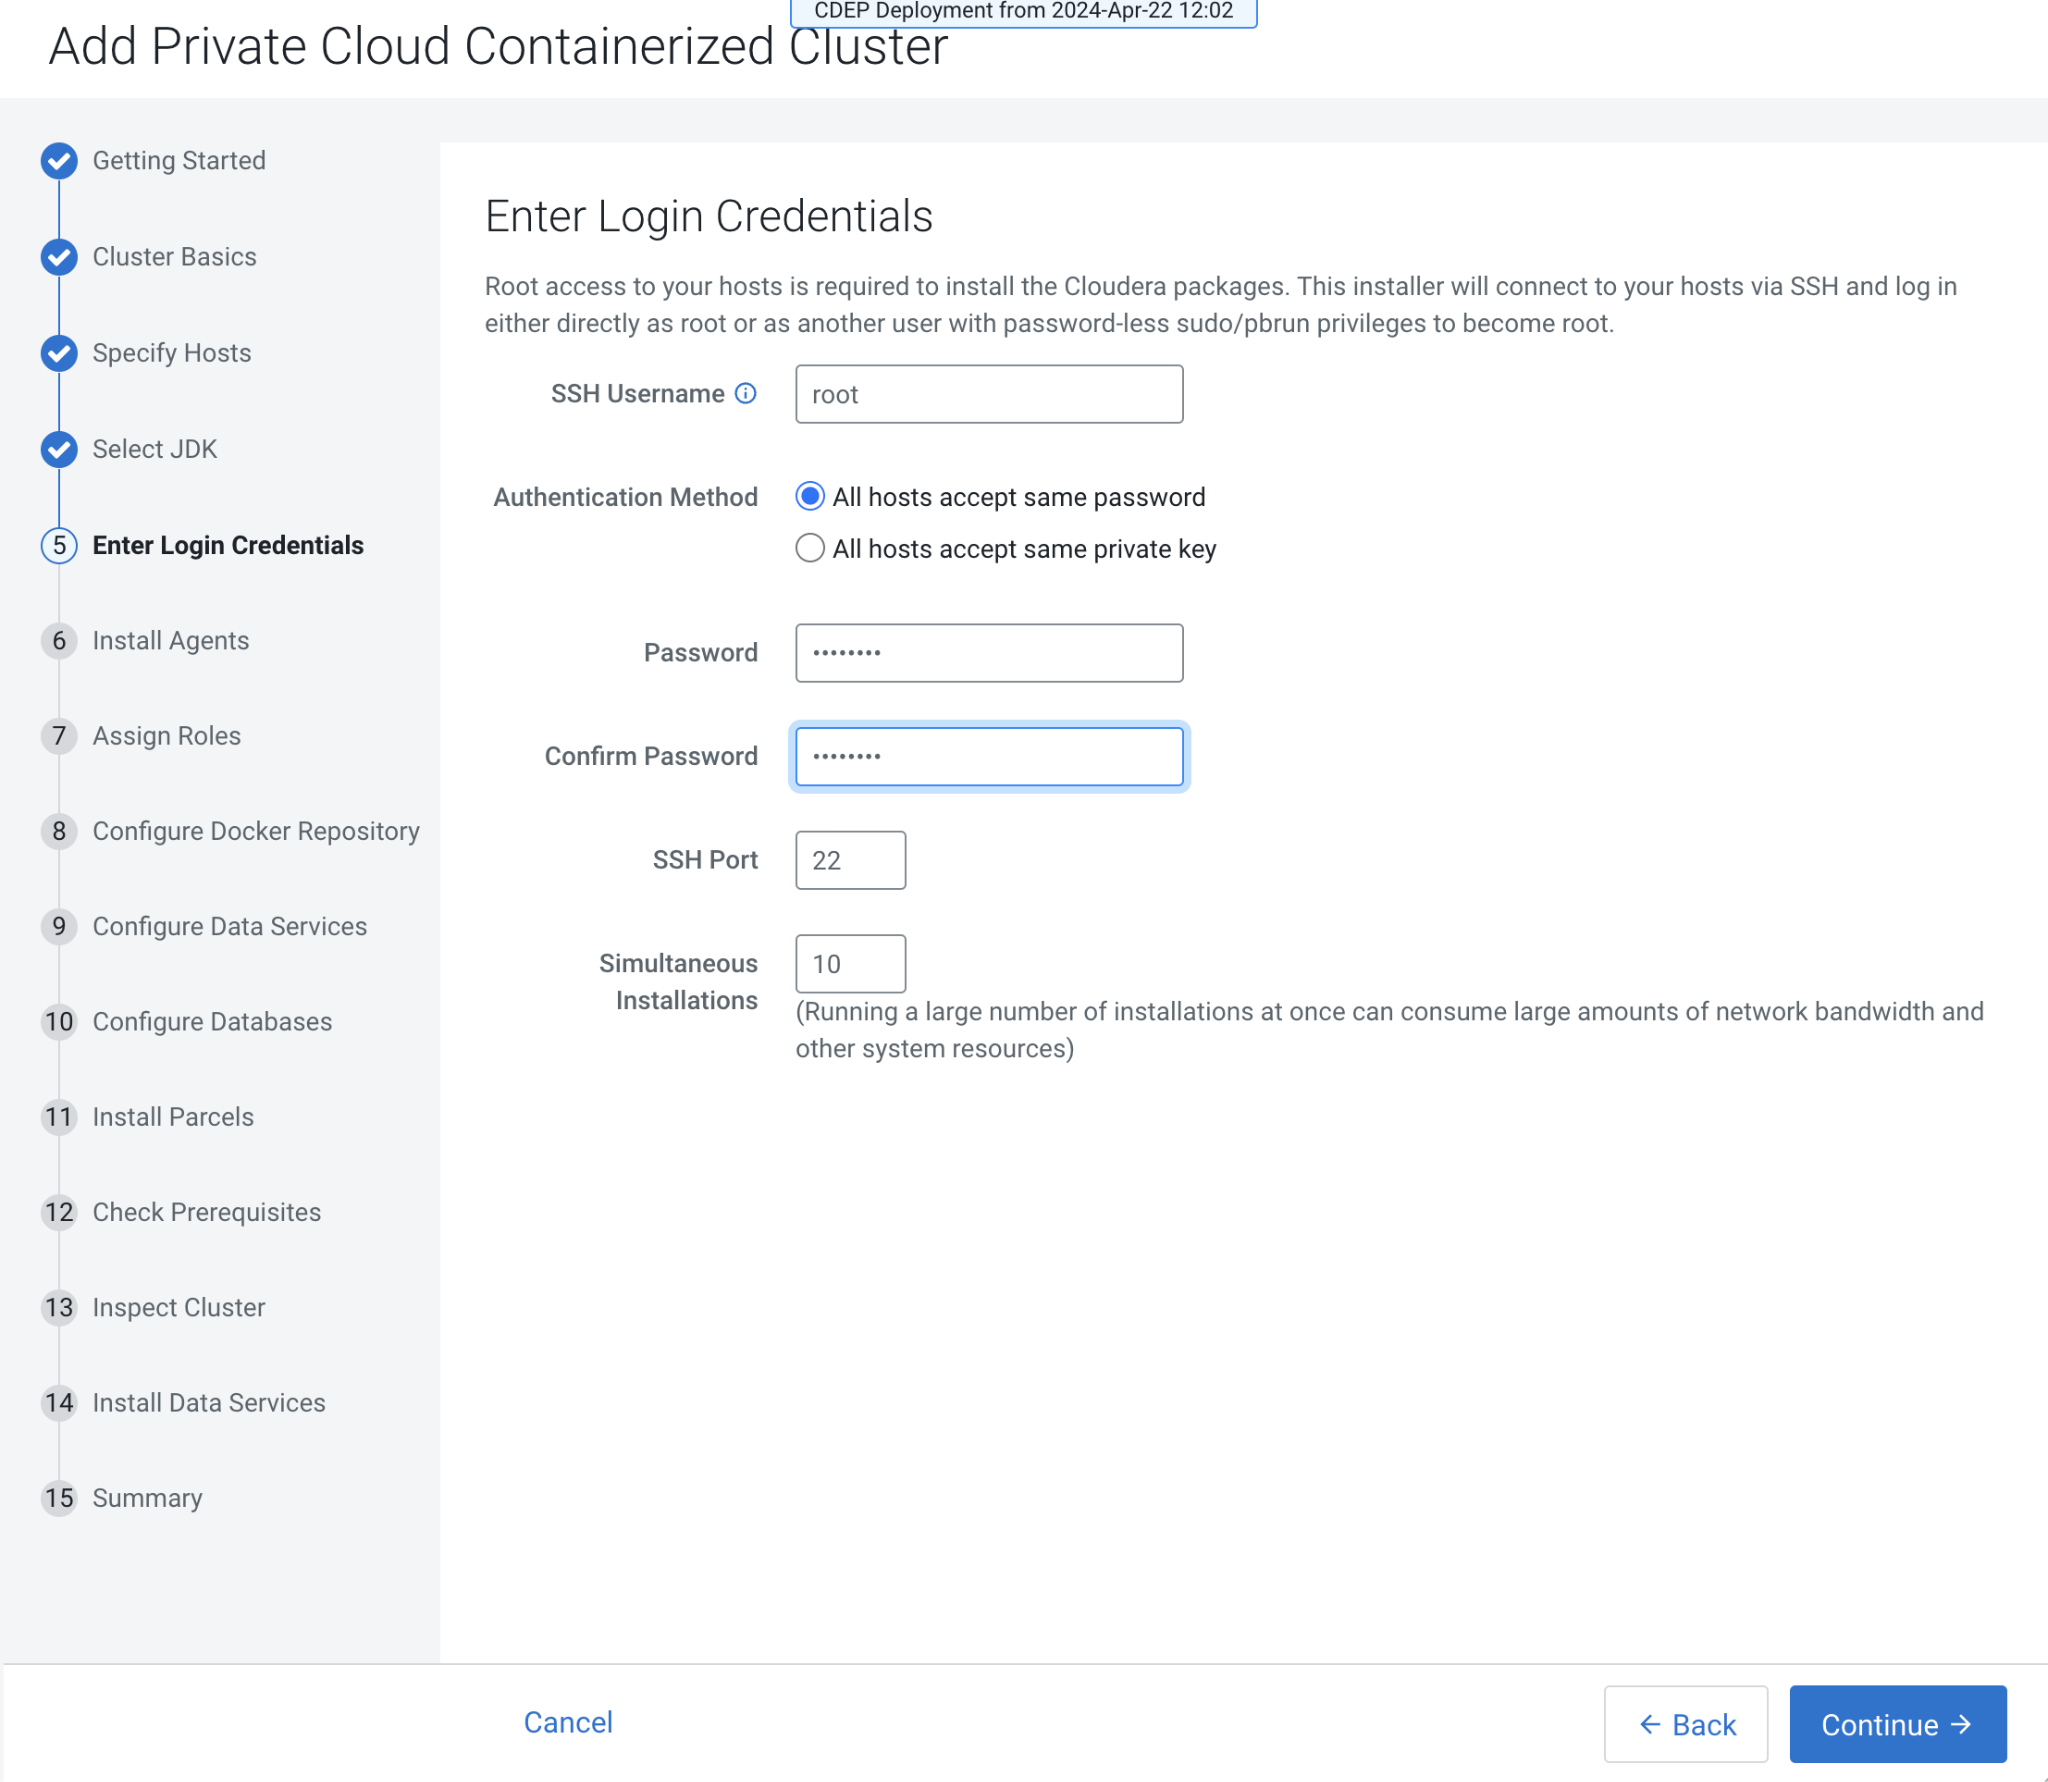 CDEP Deployment from 2024-Apr-22 12:02
Add Private Cloud Containerized Cluster
Getting Started
Cluster Basics
Specify Hosts
Select JDK
5 Enter Login Credentials
6 Install Agents
7 Assign Roles
8 Configure Docker Repository
9 Configure Data Services
10 Configure Databases
11 Install Parcels
12 Check Prerequisites
13 Inspect Cluster
14 Install Data Services
15 Summary
Enter Login Credentials
Root access to your hosts is required to install the Cloudera packages. This installer will connect to your hosts via SSH and log in
either directly as root or as another user with password-less sudo/pbrun privileges to become root.
SSH Username root
Authentication Method All hosts accept same password
All hosts accept same private key
Password ••••••••
Confirm Password ••••••••
SSH Port 22
Simultaneous Installations 10
(Running a large number of installations at once can consume large amounts of network bandwidth and
other system resources)
Cancel
← Back
Continue →